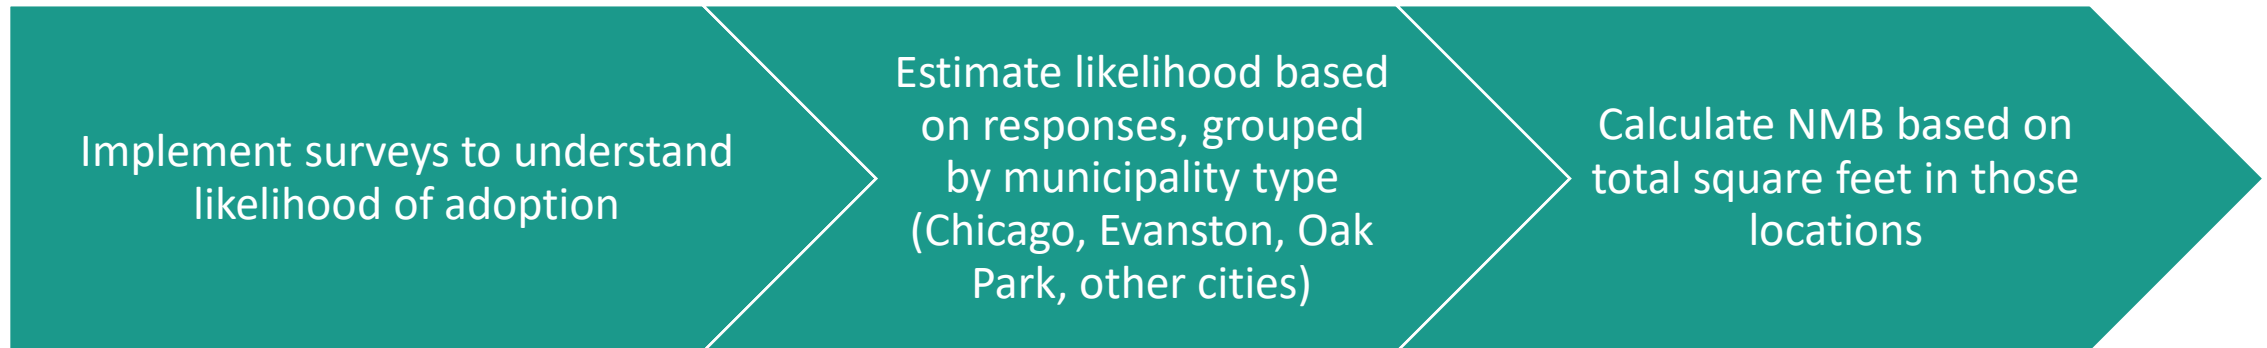 Implement surveys to understand
likelihood of adoption
Estimate likelihood based
on responses, grouped
by municipality type
(Chicago, Evanston, Oak
Park, other cities)
Calculate NMB based on
total square feet in those
locations